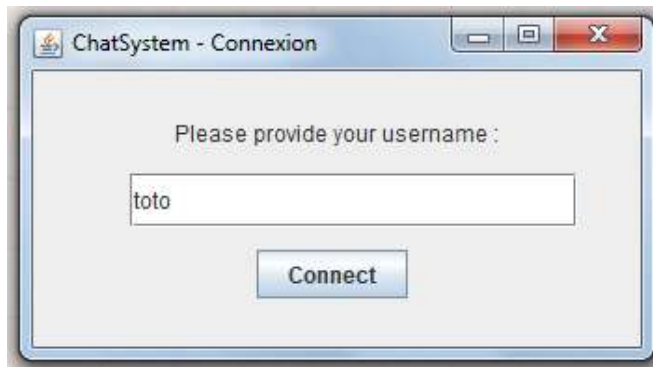 ChatSystem - Connexion
Please provide your username :
toto
Connect